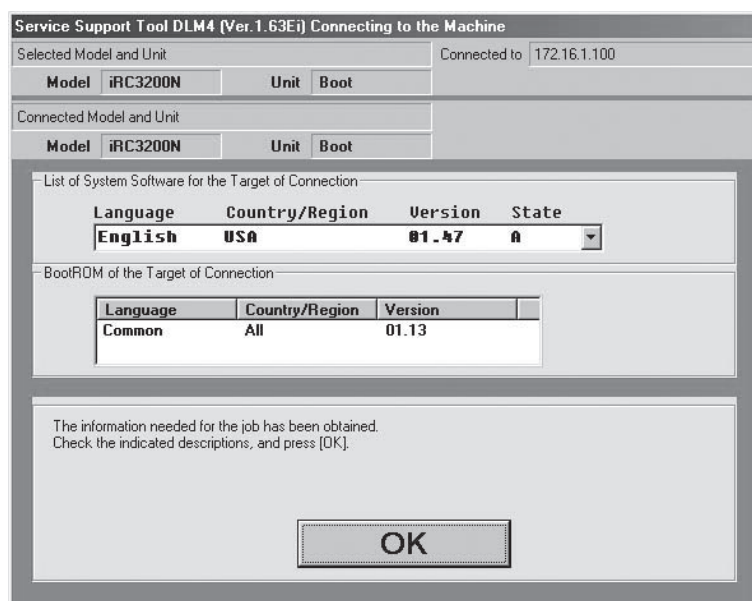 Service Support Tool DLM4 (Ver.1.63Ei) Connecting to the Machine
Selected Model and Unit Connected to 172.16.1.100
Model iRC3200N Unit Boot
Connected Model and Unit
Model iRC3200N Unit Boot
List of System Software for the Target of Connection
Language Country/Region Version State
English USA 01.47 A
BootROM of the Target of Connection
Language Country/Region Version
Common All 01.13
The information needed for the job has been obtained.
Check the indicated descriptions, and press [OK].
OK